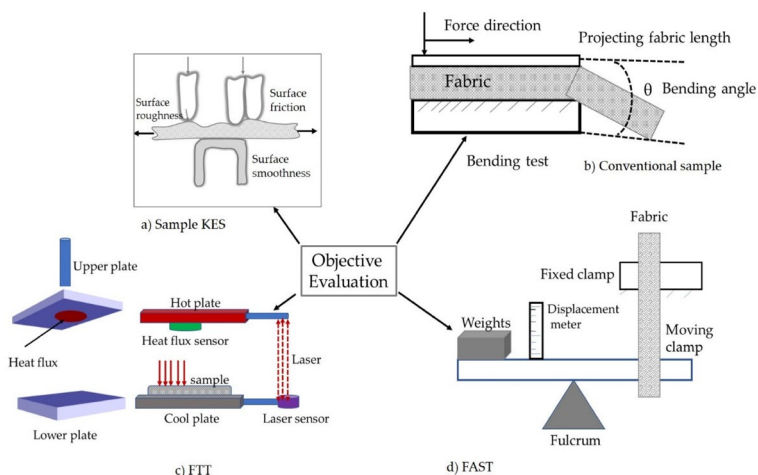 Surface
roughness
Surface
friction
Surface
smoothness
a) Sample KES
Force direction
Projecting fabric length
Fabric
θ Bending angle
Bending test
b) Conventional sample
Objective
Evaluation
Upper plate
Heat flux
Lower plate
Hot plate
Heat flux sensor
Laser
sample
Cool plate
Laser sensor
c) FTT
Fabric
Fixed clamp
Weights
Displacement
meter
Moving
clamp
Fulcrum
d) FAST